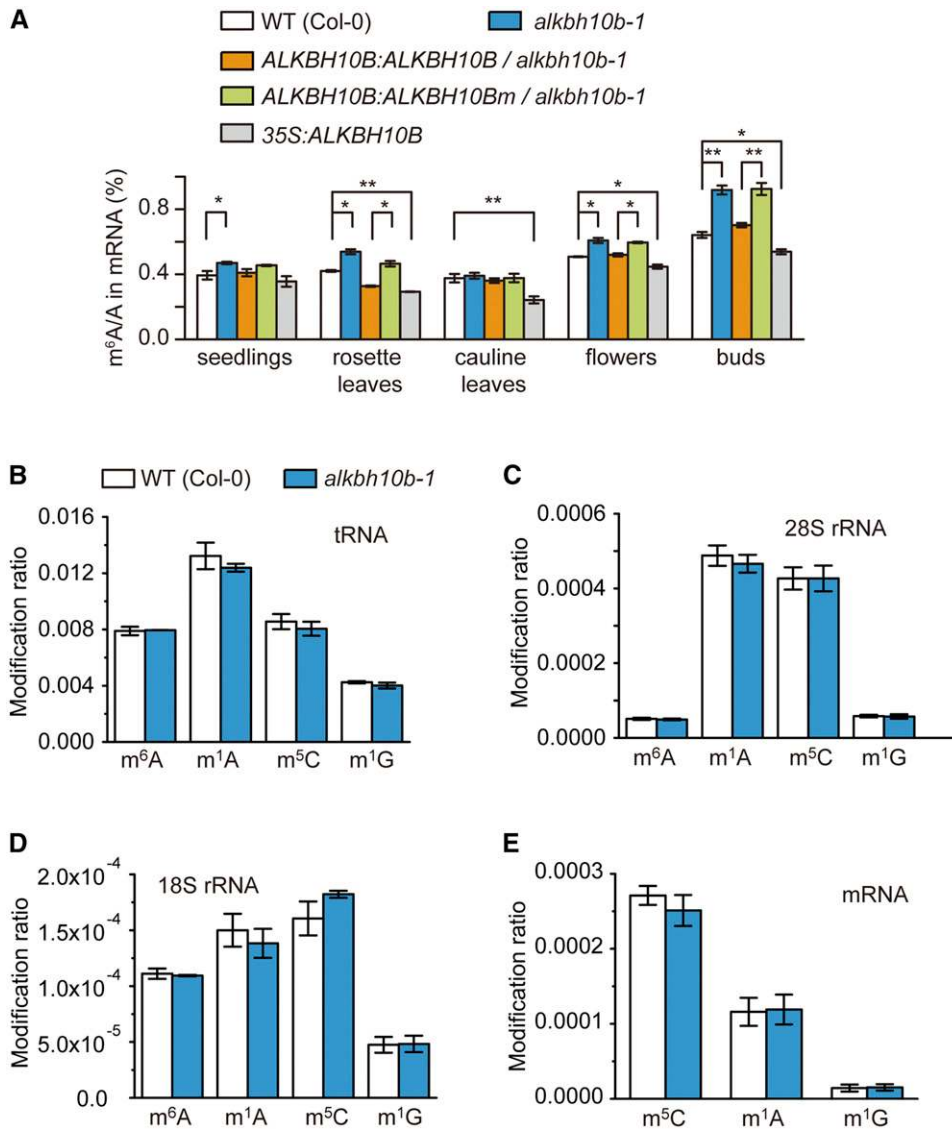 A
WT (Col-0) alkbh10b-1
ALKBH10B:ALKBH10B / alkbh10b-1
ALKBH10B:ALKBH10Bm / alkbh10b-1
35S:ALKBH10B
m⁶A/A in mRNA (%)
0.8
0.4
0.0
* ** * * ** * * * * ** **
seedlings rosette leaves cauline leaves flowers buds
B
WT (Col-0) alkbh10b-1
tRNA
Modification ratio
0.016
0.012
0.008
0.004
0.000
m⁶A m¹A m⁵C m¹G
C
28S rRNA
Modification ratio
0.0006
0.0004
0.0002
0.0000
m⁶A m¹A m⁵C m¹G
D
18S rRNA
Modification ratio
2.0x10⁻⁴
1.5x10⁻⁴
1.0x10⁻⁴
5.0x10⁻⁵
0.0
m⁶A m¹A m⁵C m¹G
E
mRNA
Modification ratio
0.0003
0.0002
0.0001
0.0000
m⁵C m¹A m¹G